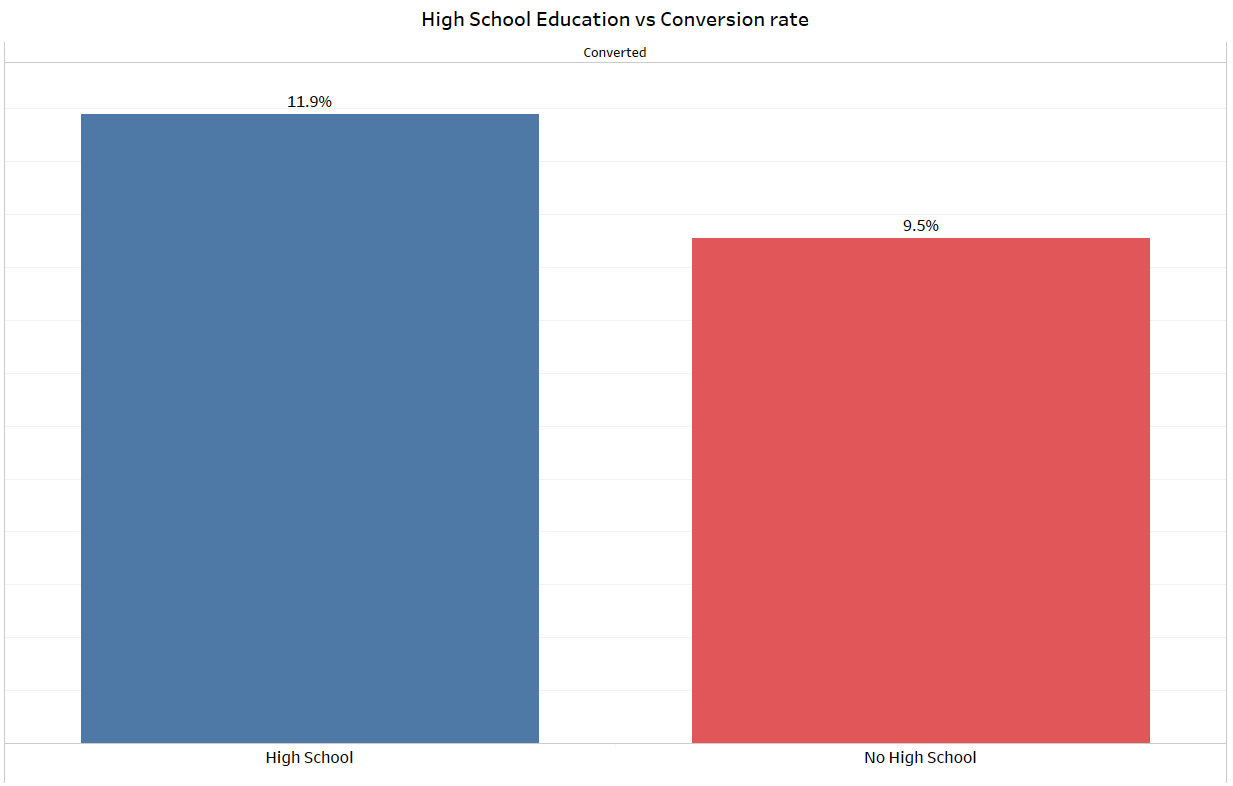 High School Education vs Conversion rate
Converted
11.9%
9.5%
High School
No High School